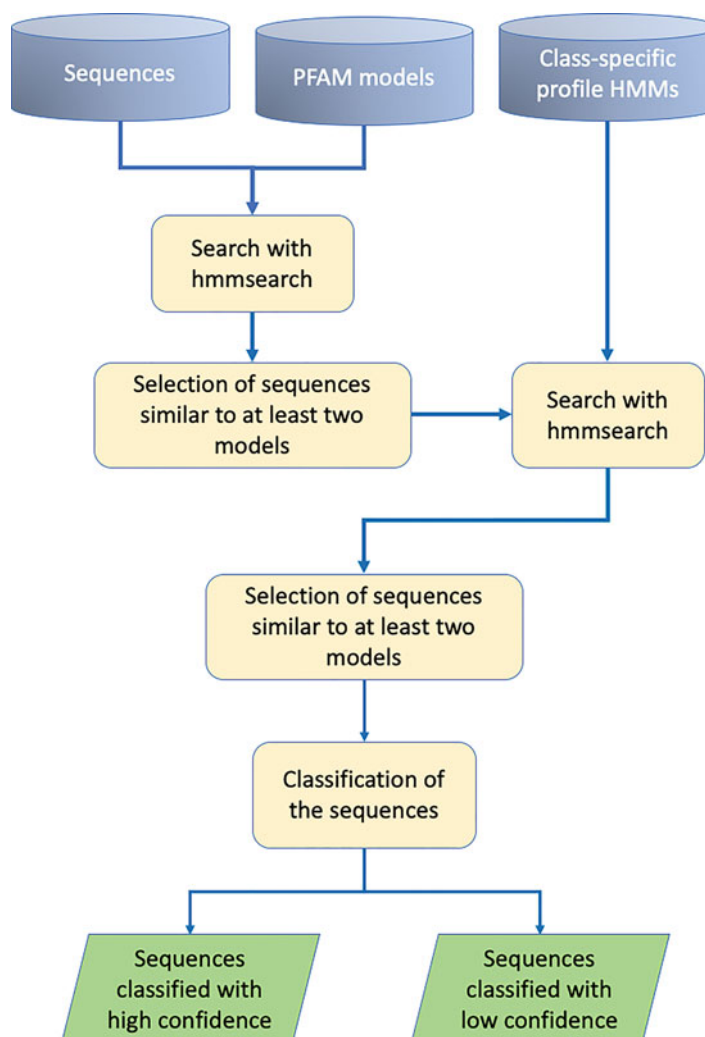 Sequences
PFAM models
Class-specific
profile HMMs
Search with
hmmsearch
Selection of sequences
similar to at least two
models
Search with
hmmsearch
Selection of sequences
similar to at least two
models
Classification of
the sequences
Sequences
classified with
high confidence
Sequences
classified with
low confidence